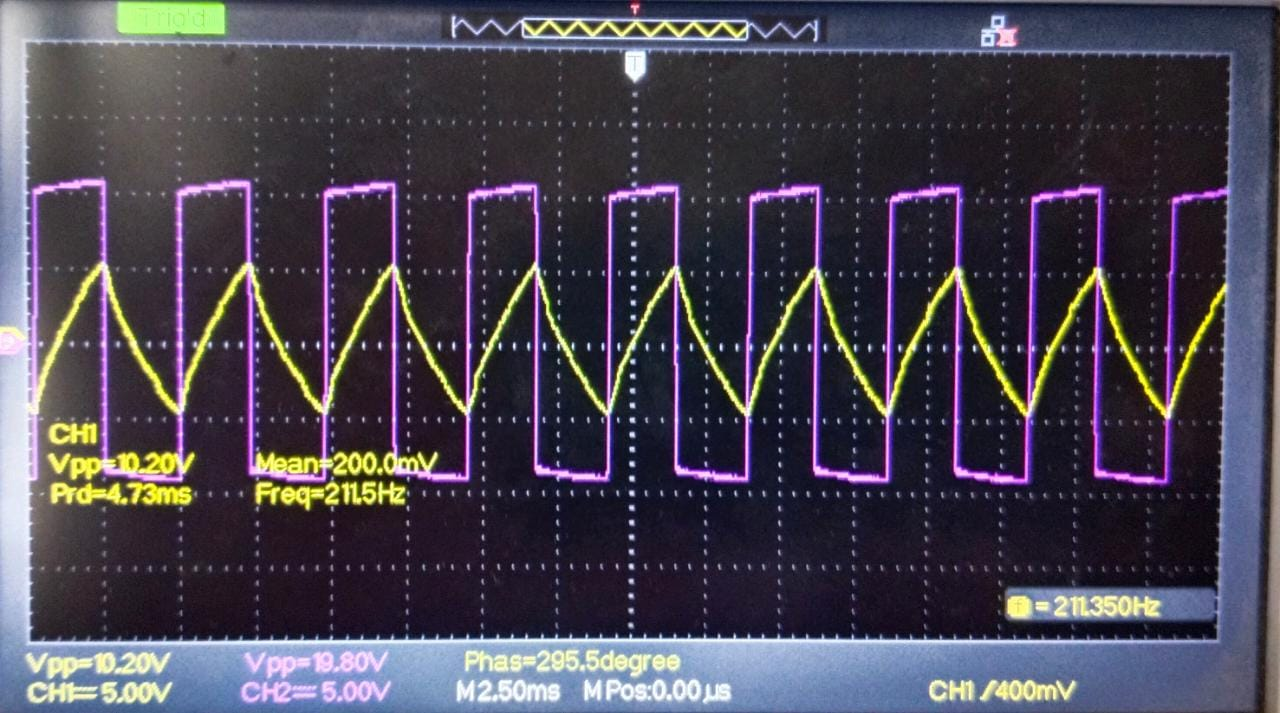 Trig'd
T
T
CH1
Vpp=10.20V Mean=200.0mV
Prd=4.73ms Freq=211.5Hz
T = 211.350Hz
Vpp=10.20V Vpp=19.80V Phas=295.5degree
CH1= 5.00V CH2= 5.00V M 2.50ms M Pos:0.00μs CH1 /400mV